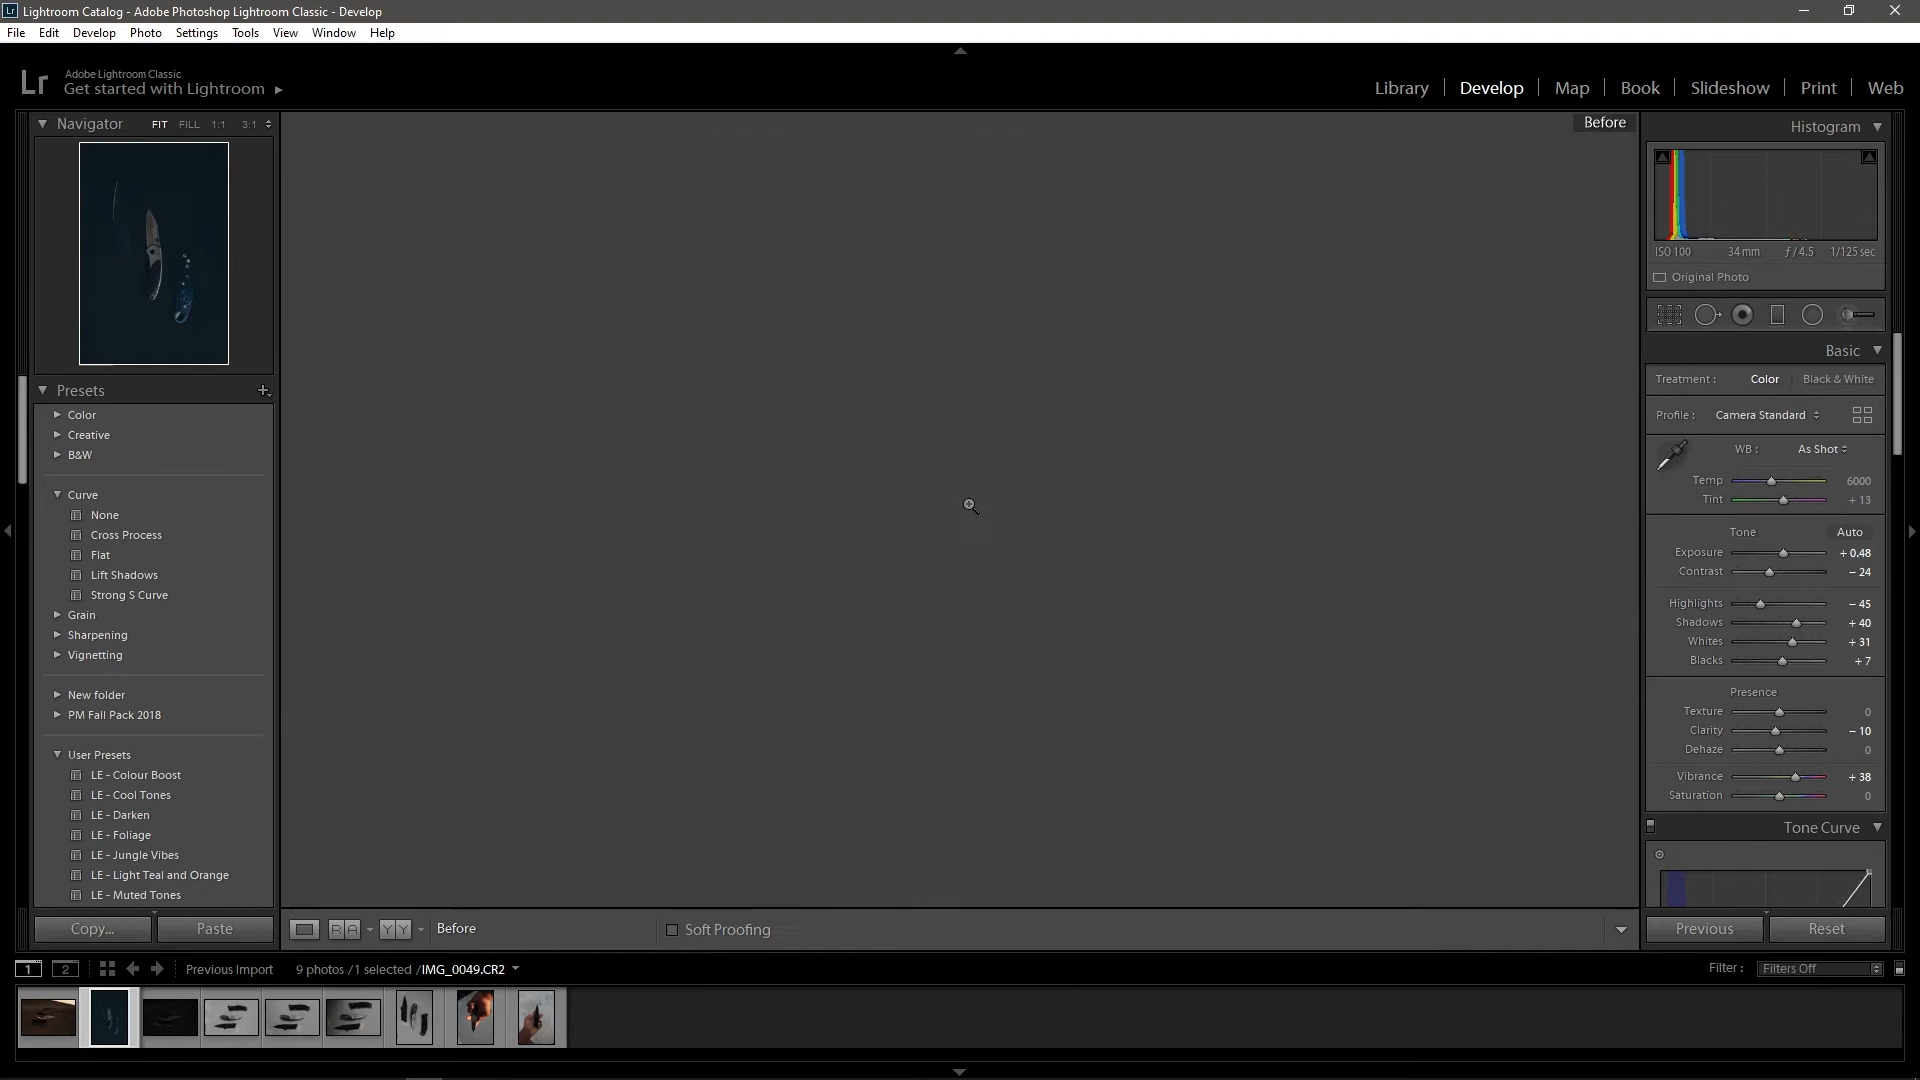 Lr Lightroom Catalog - Adobe Photoshop Lightroom Classic - Develop
File Edit Develop Photo Settings Tools View Window Help
Lr Adobe Lightroom Classic
Get started with Lightroom
Library Develop Map Book Slideshow Print Web
Navigator FIT FILL 1:1 3:1
Before
Histogram
ISO 100 34 mm f / 4.5 1/125 sec
Original Photo
Basic
Treatment : Color Black & White
Profile : Camera Standard
WB : As Shot
Temp 6000
Tint + 13
Tone Auto
Exposure + 0.48
Contrast – 24
Highlights – 45
Shadows + 40
Whites + 31
Blacks + 7
Presence
Texture 0
Clarity – 10
Dehaze 0
Vibrance + 38
Saturation 0
Tone Curve
Presets
Color
Creative
B&W
Curve
None
Cross Process
Flat
Lift Shadows
Strong S Curve
Grain
Sharpening
Vignetting
New folder
PM Fall Pack 2018
User Presets
LE - Colour Boost
LE - Cool Tones
LE - Darken
LE - Foliage
LE - Jungle Vibes
LE - Light Teal and Orange
LE - Muted Tones
Copy... Paste
R A Y Y Before Soft Proofing
Previous Reset
1 2 Previous Import 9 photos / 1 selected / IMG_0049.CR2
Filter : Filters Off